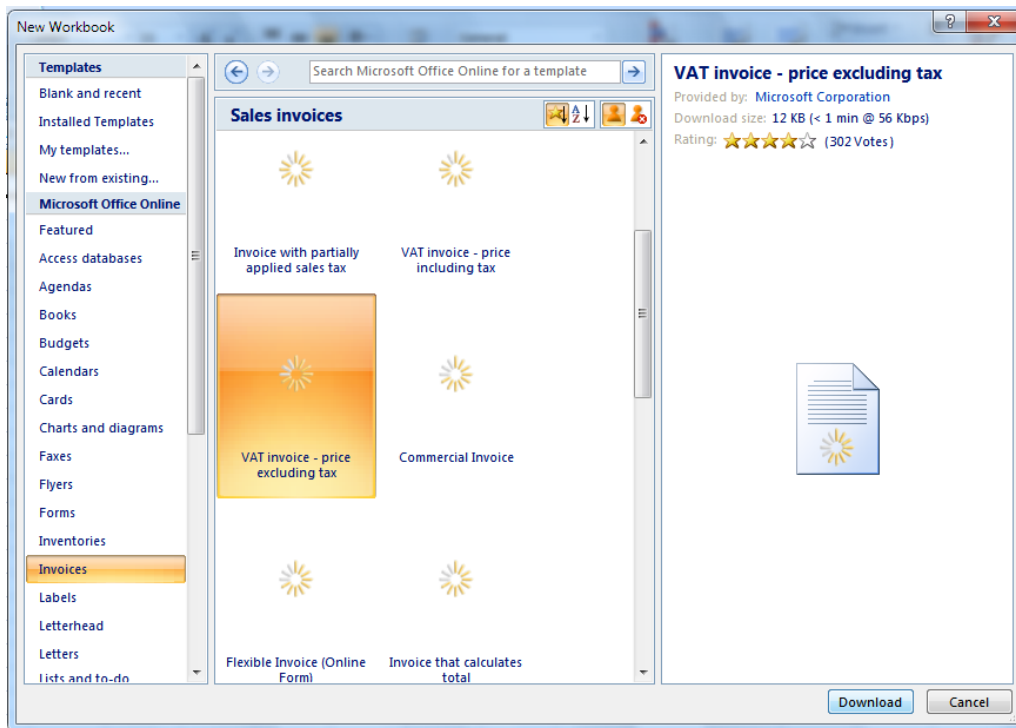 New Workbook
Templates
Blank and recent
Installed Templates
My templates...
New from existing...
Microsoft Office Online
Featured
Access databases
Agendas
Books
Budgets
Calendars
Cards
Charts and diagrams
Faxes
Flyers
Forms
Inventories
Invoices
Labels
Letterhead
Letters
Lists and to-do
Search Microsoft Office Online for a template
Sales invoices
Invoice with partially
applied sales tax
VAT invoice - price
including tax
VAT invoice - price
excluding tax
Commercial Invoice
Flexible Invoice (Online
Form)
Invoice that calculates
total
VAT invoice - price excluding tax
Provided by: Microsoft Corporation
Download size: 12 KB (< 1 min @ 56 Kbps)
Rating: (302 Votes)
Download
Cancel